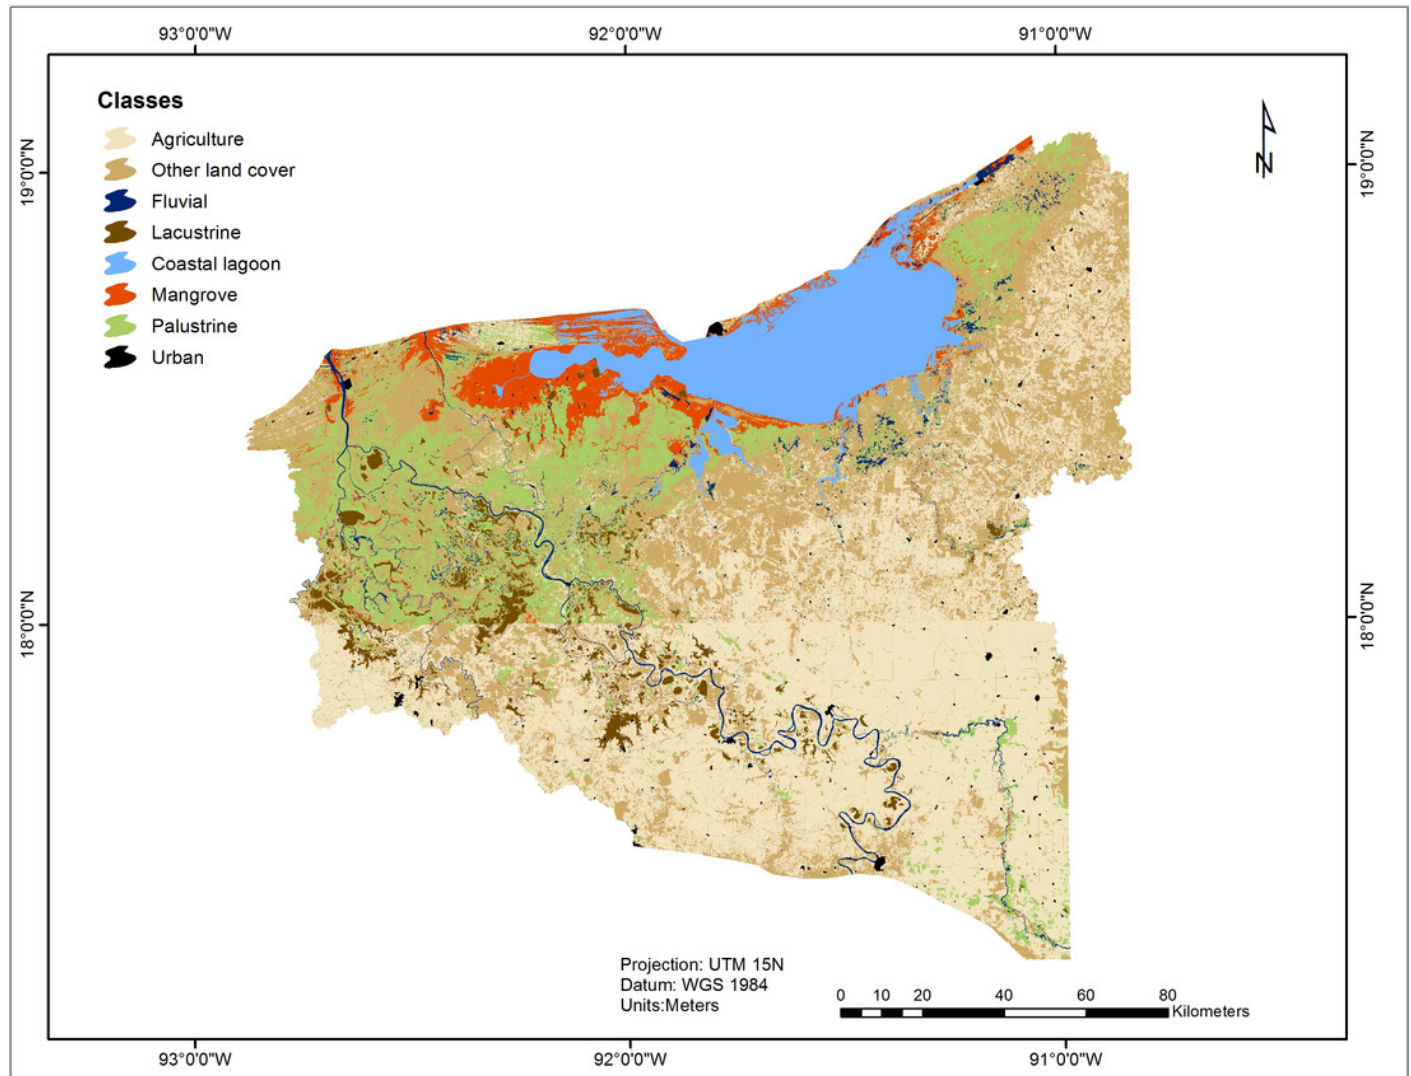 93°0'0"W 92°0'0"W 91°0'0"W
19°0'0"N
18°0'0"N
Classes
Agriculture
Other land cover
Fluvial
Lacustrine
Coastal lagoon
Mangrove
Palustrine
Urban
N
19°0'0"N
18°0'0"N
Projection: UTM 15N
Datum: WGS 1984
Units:Meters
0 10 20 40 60 80
Kilometers
93°0'0"W 92°0'0"W 91°0'0"W